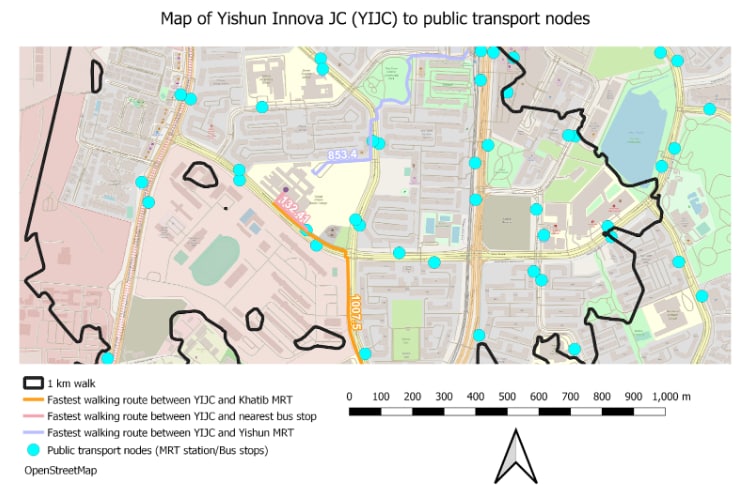 Map of Yishun Innova JC (YIJC) to public transport nodes
853.4
132.41
1007.5
1 km walk
Fastest walking route between YIJC and Khatib MRT
Fastest walking route between YIJC and nearest bus stop
Fastest walking route between YIJC and Yishun MRT
Public transport nodes (MRT station/Bus stops)
OpenStreetMap
0 100 200 300 400 500 600 700 800 900 1,000 m